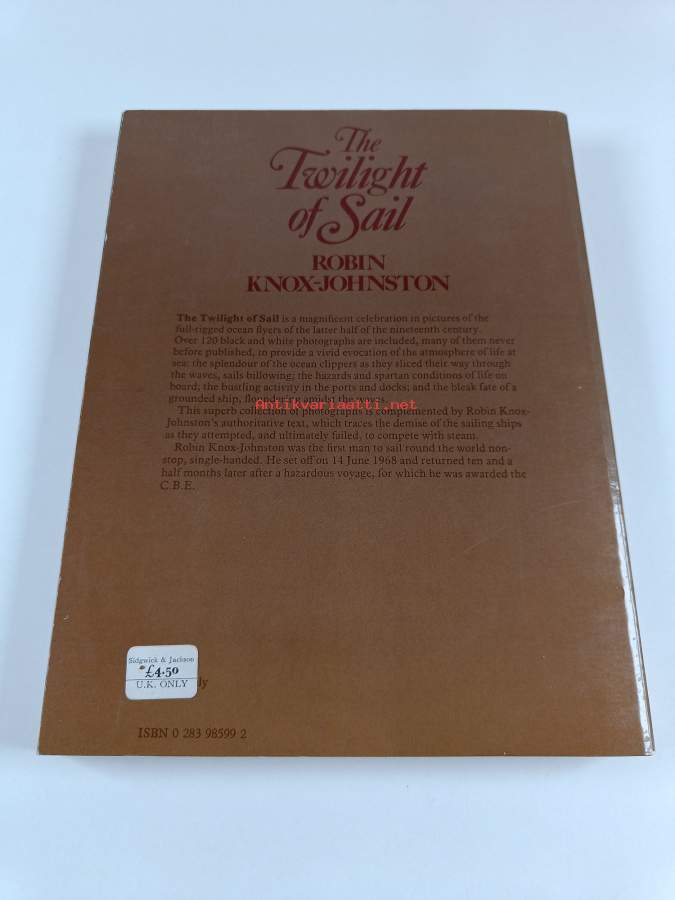 The
Twilight
of Sail
ROBIN
KNOX-JOHNSTON
The Twilight of Sail is a magnificent celebration in pictures of the
full-rigged ocean flyers of the latter half of the nineteenth century.
Over 120 black and white photographs are included, many of them never
before published, to provide a vivid evocation of the atmosphere of life at
sea: the splendour of the ocean clippers as they sliced their way through
the waves, sails billowing; the hazards and spartan conditions of life on
board; the bustling activity in the ports and docks; and the bleak fate of a
grounded ship, floundering amidst the waves.
Antikvariaatti.net
This superb collection of photographs is complemented by Robin Knox-
Johnston's authoritative text, which traces the demise of the sailing ships
as they attempted, and ultimately failed, to compete with steam.
Robin Knox-Johnston was the first man to sail round the world non-
stop, single-handed. He set off on 14 June 1968 and returned ten and a
half months later after a hazardous voyage, for which he was awarded the
C.B.E.
Sidgwick & Jackson
£4.50
U.K. ONLY
ly
ISBN 0 283 98599 2